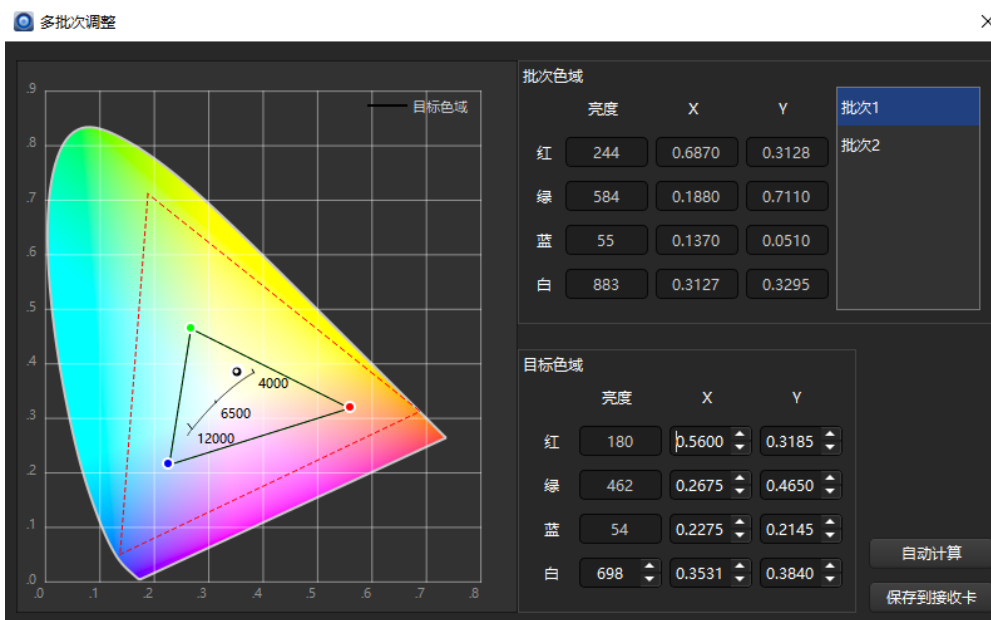 多批次调整
目标色域
.9
.8
.7
.6
.5
.4
.3
.2
.1
.0
.0 .1 .2 .3 .4 .5 .6 .7 .8
4000
6500
12000
批次色域
亮度 X Y
红 244 0.6870 0.3128
绿 584 0.1880 0.7110
蓝 55 0.1370 0.0510
白 883 0.3127 0.3295
批次1
批次2
目标色域
亮度 X Y
红 180 0.5600 0.3185
绿 462 0.2675 0.4650
蓝 54 0.2275 0.2145
白 698 0.3531 0.3840
自动计算
保存到接收卡